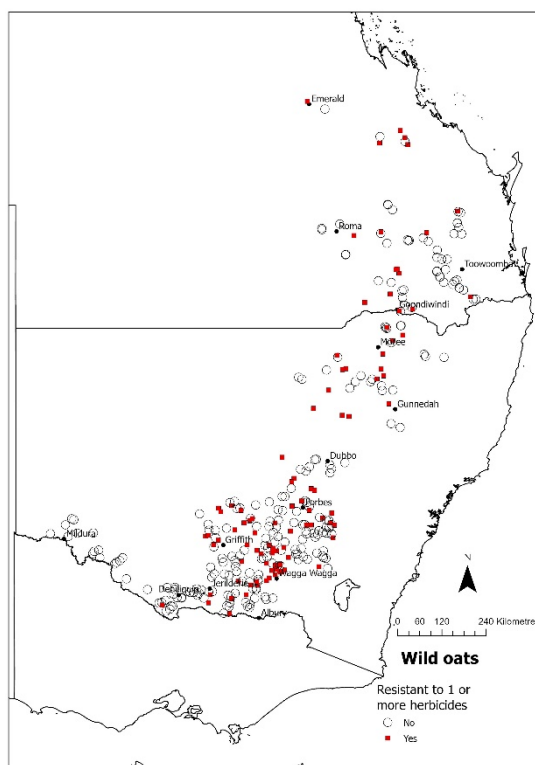 Emerald
Roma
Toowoomba
Goondiwindi
Moree
Gunnedah
Dubbo
Forbes
Mildura
Griffith
Wagga Wagga
Jerilderie
Deniliquin
Albury
N
0 60 120 240 Kilometre
Wild oats
Resistant to 1 or
more herbicides
No
Yes